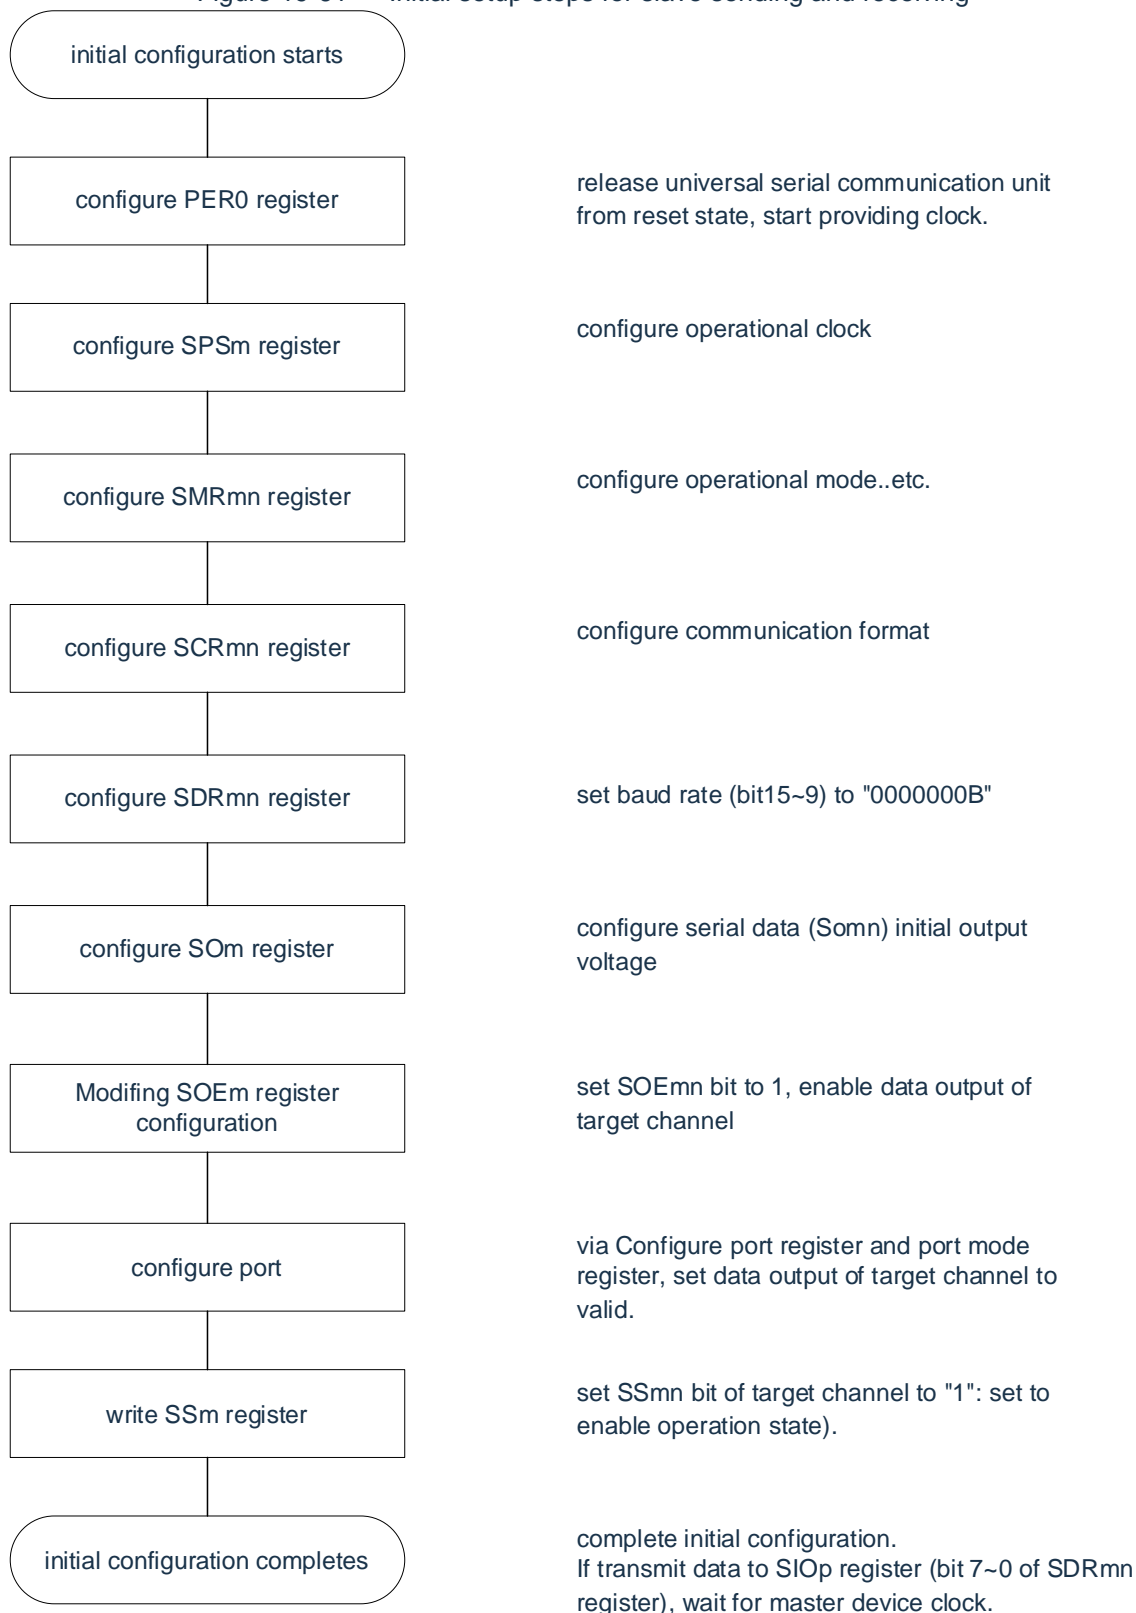 initial configuration starts
configure PER0 register
release universal serial communication unit
from reset state, start providing clock.
configure SPSm register
configure operational clock
configure SMRmn register
configure operational mode..etc.
configure SCRmn register
configure communication format
configure SDRmn register
set baud rate (bit15~9) to "0000000B"
configure SOm register
configure serial data (Somn) initial output
voltage
Modifing SOEm register
configuration
set SOEmn bit to 1, enable data output of
target channel
configure port
via Configure port register and port mode
register, set data output of target channel to
valid.
write SSm register
set SSmn bit of target channel to "1": set to
enable operation state).
initial configuration completes
complete initial configuration.
If transmit data to SIOp register (bit 7~0 of SDRmn
register), wait for master device clock.